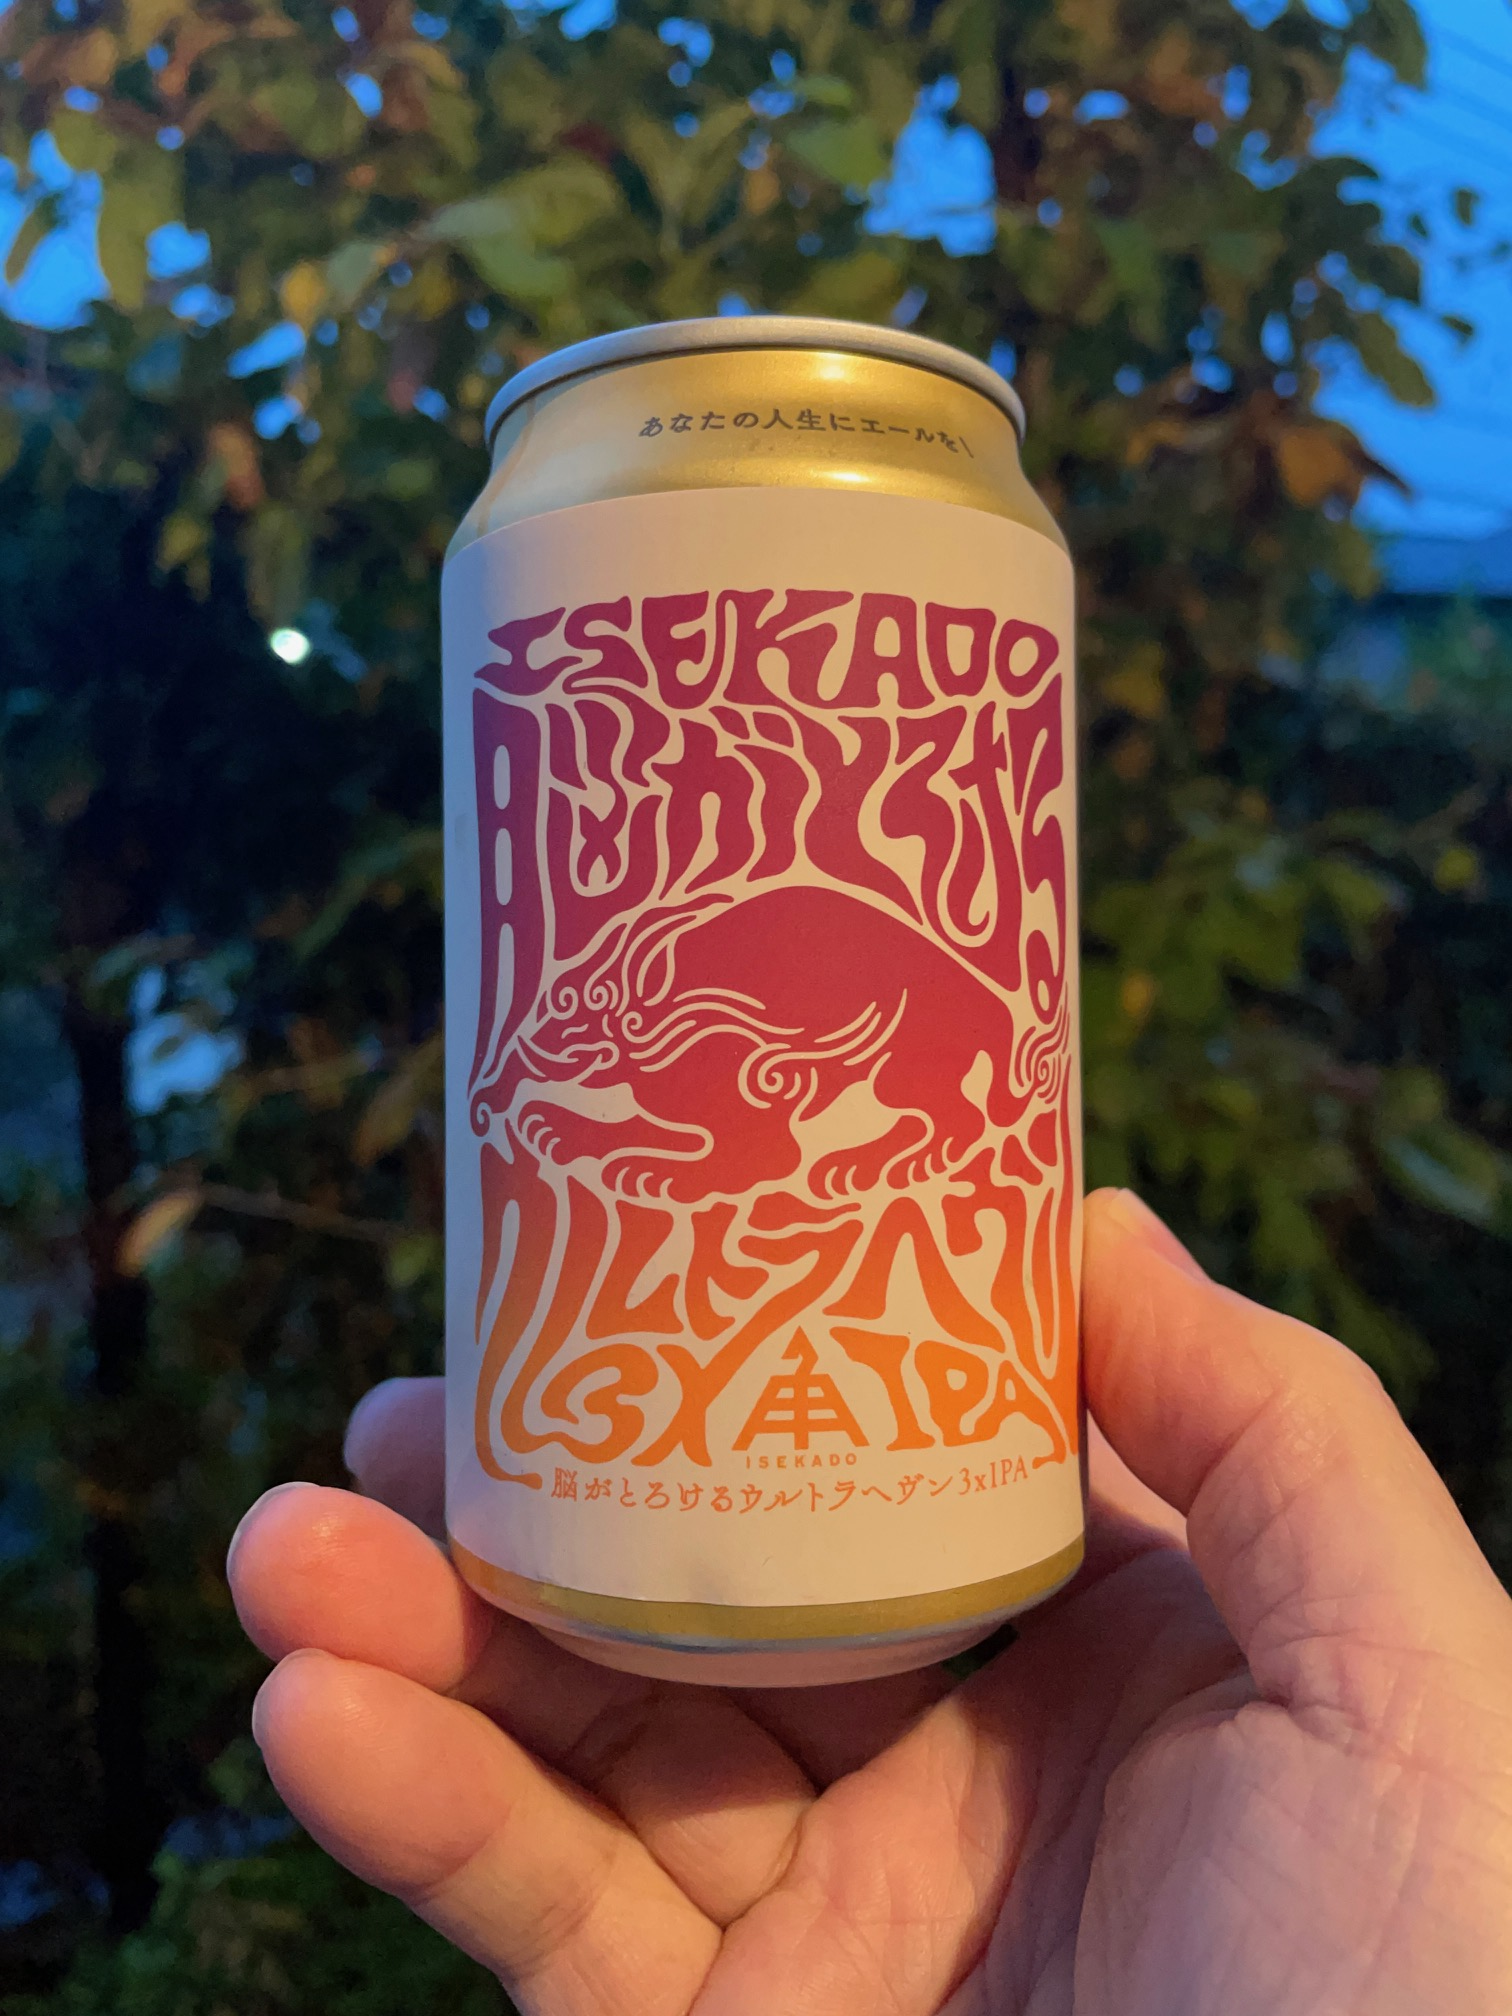 あなたの人生にエールを\
ISEKADO
脳がとろける
ウルトラヘヴン
3X IPA
ISEKADO
脳がとろけるウルトラヘヴン3xIPA